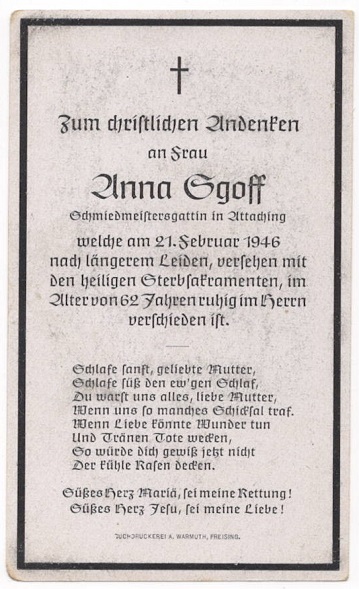 Zum christlichen Andenken
an Frau
Anna Sgoff
Schmiedmeistersgattin in Attaching
welche am 21. Februar 1946
nach längerem Leiden, versehen mit
den heiligen Sterbsakramenten, im
Alter von 62 Jahren ruhig im Herrn
verschieden ist.
Schlafe sanft, geliebte Mutter,
Schlafe süß den ew'gen Schlaf,
Du warst uns alles, liebe Mutter,
Wenn uns so manches Schicksal traf.
Wenn Liebe könnte Wunder tun
Und Tränen Tote wecken,
So würde dich gewiß jetzt nicht
Der kühle Rasen decken.
Süßes Herz Mariä, sei meine Rettung!
Süßes Herz Jesu, sei meine Liebe!
BUCHDRUCKEREI A. WARMUTH, FREISING.